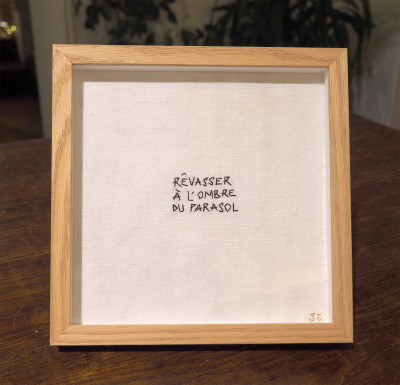 RÊVASSER
À L'OMBRE
DU PARASOL